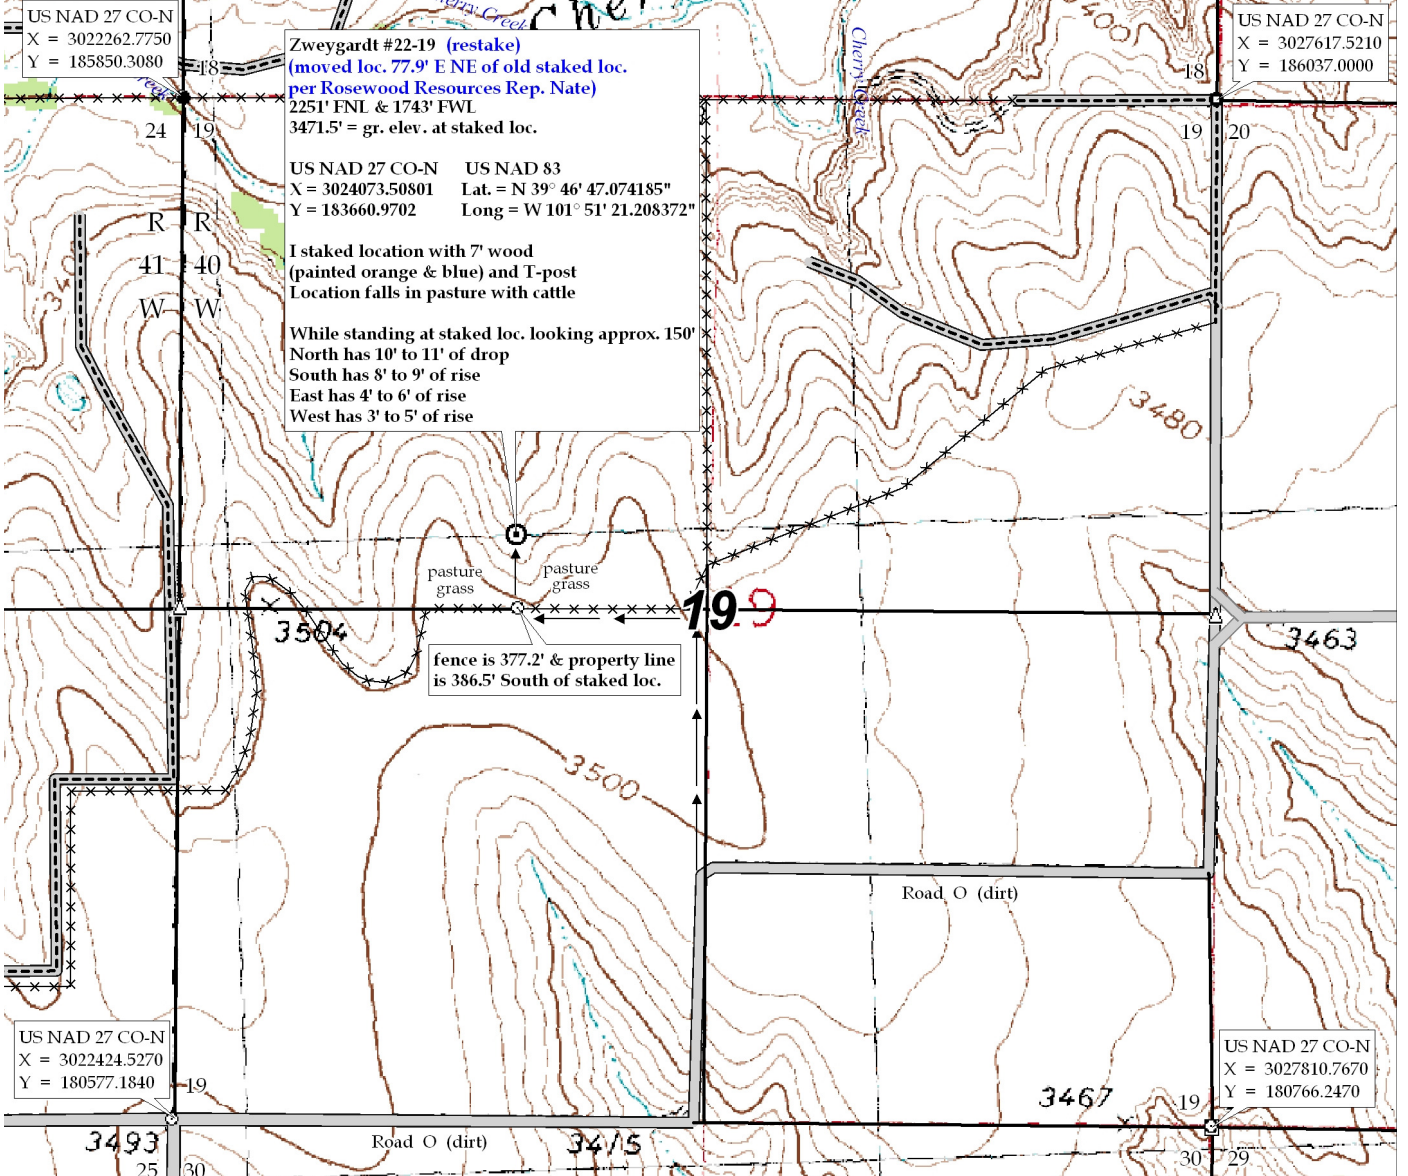 US NAD 27 CO-N
X = 3022262.7750
Y = 185850.3080
Cherry Creek
US NAD 27 CO-N
X = 3027617.5210
Y = 186037.0000
Zweygardt #22-19 (restake)
(moved loc. 77.9' E NE of old staked loc.
per Rosewood Resources Rep. Nate)
2251' FNL & 1743' FWL
3471.5' = gr. elev. at staked loc.
US NAD 27 CO-N US NAD 83
X = 3024073.50801 Lat. = N 39° 46' 47.074185"
Y = 183660.9702 Long = W 101° 51' 21.208372"
I staked location with 7' wood
(painted orange & blue) and T-post
Location falls in pasture with cattle
While standing at staked loc. looking approx. 150'
North has 10' to 11' of drop
South has 8' to 9' of rise
East has 4' to 6' of rise
West has 3' to 5' of rise
18
18
24 19
19 20
R R
41 40
W W
3480
pasture
grass
pasture
grass
3504
19
9
3463
fence is 377.2' & property line
is 386.5' South of staked loc.
3500
Road O (dirt)
US NAD 27 CO-N
X = 3022424.5270
Y = 180577.1840
19
US NAD 27 CO-N
X = 3027810.7670
Y = 180766.2470
3467
19
3493
Road O (dirt)
3475
25 30
30 29